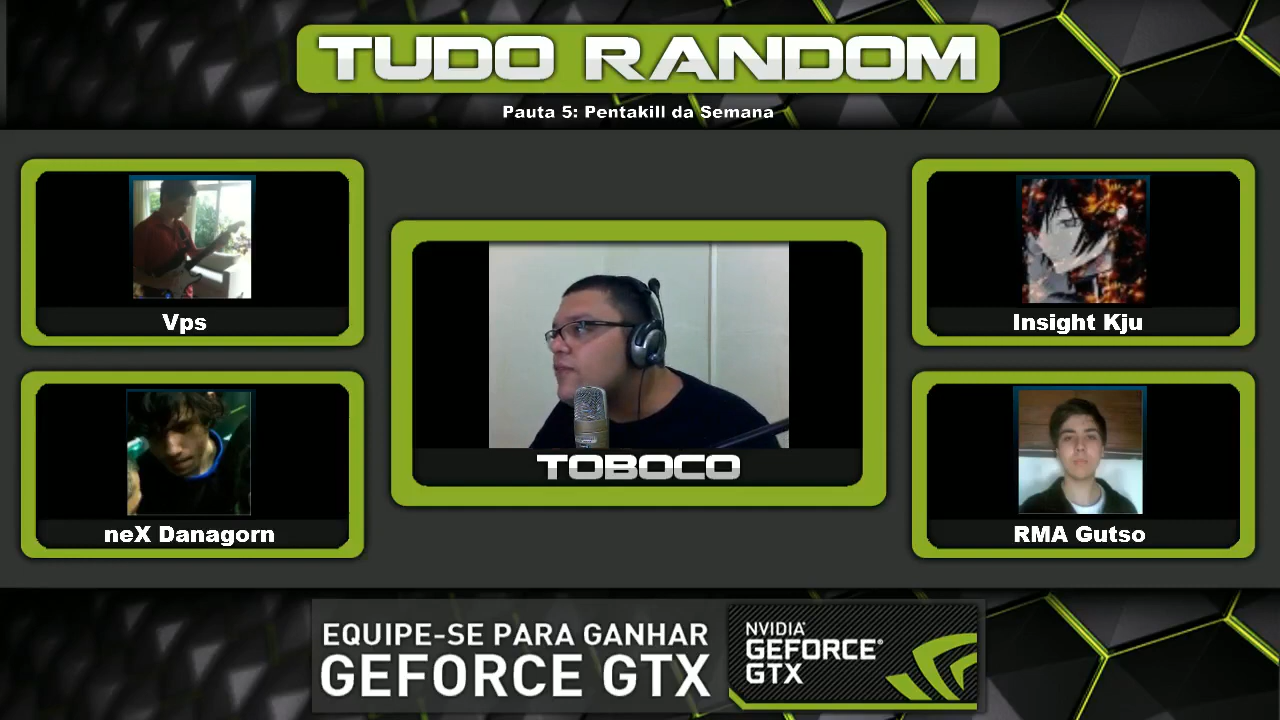 TUDO RANDOM
Pauta 5: Pentakill da Semana
Vps
Insight Kju
TOBOCO
neX Danagorn
RMA Gutso
EQUIPE-SE PARA GANHAR
GEFORCE GTX
NVIDIA®
GEFORCE®
GTX